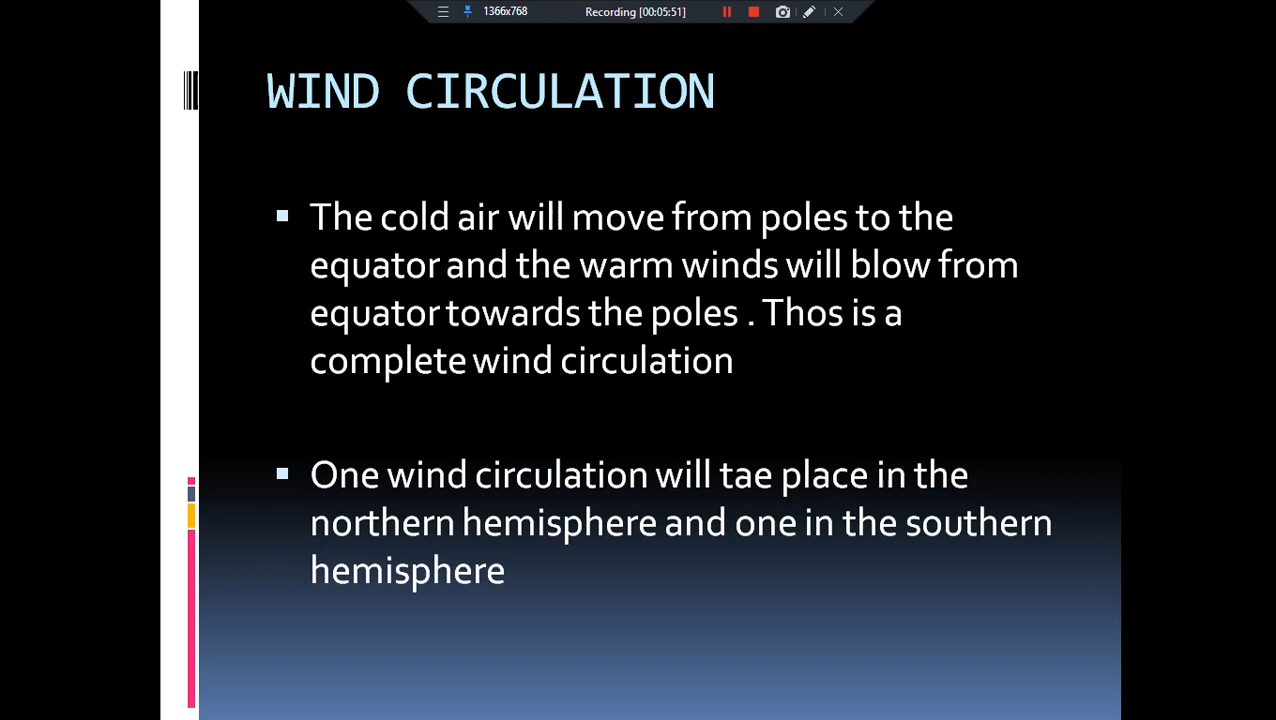 1366x768 Recording [00:05:51]
WIND CIRCULATION
The cold air will move from poles to the
equator and the warm winds will blow from
equator towards the poles . Thos is a
complete wind circulation
One wind circulation will tae place in the
northern hemisphere and one in the southern
hemisphere